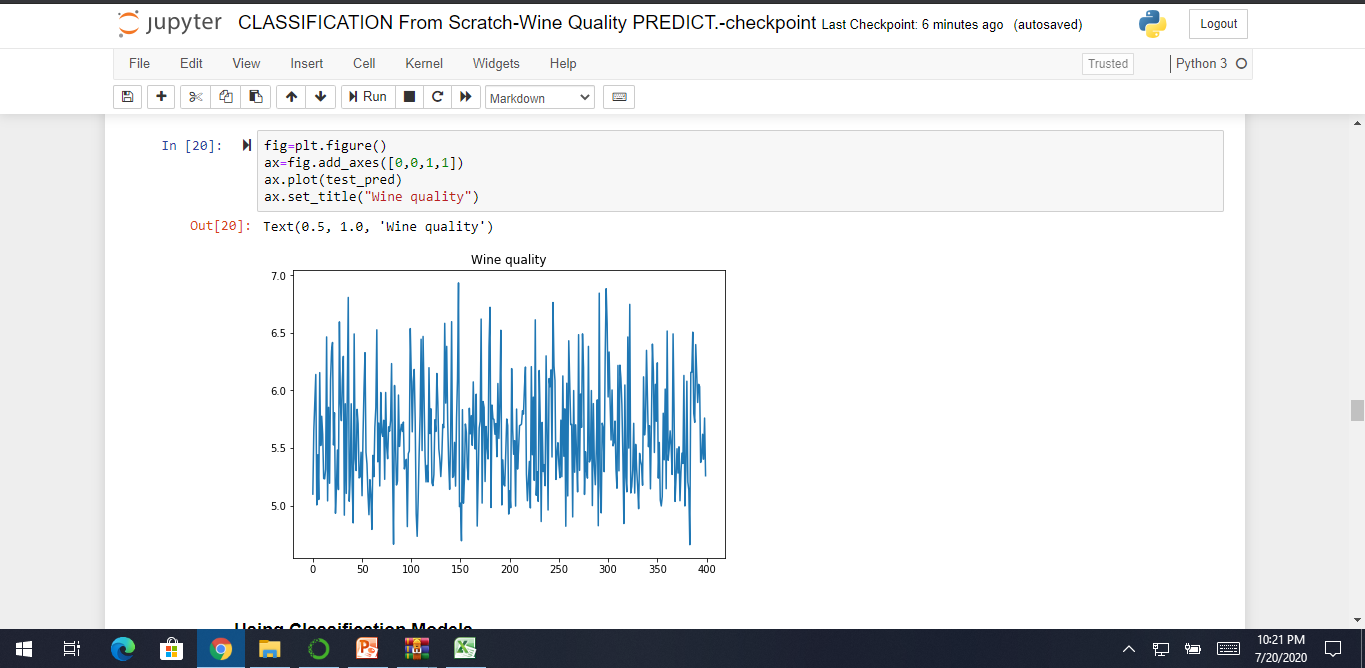 jupyter CLASSIFICATION From Scratch-Wine Quality PREDICT.-checkpoint Last Checkpoint: 6 minutes ago (autosaved)
Logout
File Edit View Insert Cell Kernel Widgets Help
Trusted
Python 3
Run
Markdown
In [20]:
fig=plt.figure()
ax=fig.add_axes([0,0,1,1])
ax.plot(test_pred)
ax.set_title("Wine quality")
Out[20]: Text(0.5, 1.0, 'Wine quality')
Wine quality
7.0
6.5
6.0
5.5
5.0
0 50 100 150 200 250 300 350 400
Using Classification Models
10:21 PM
7/20/2020